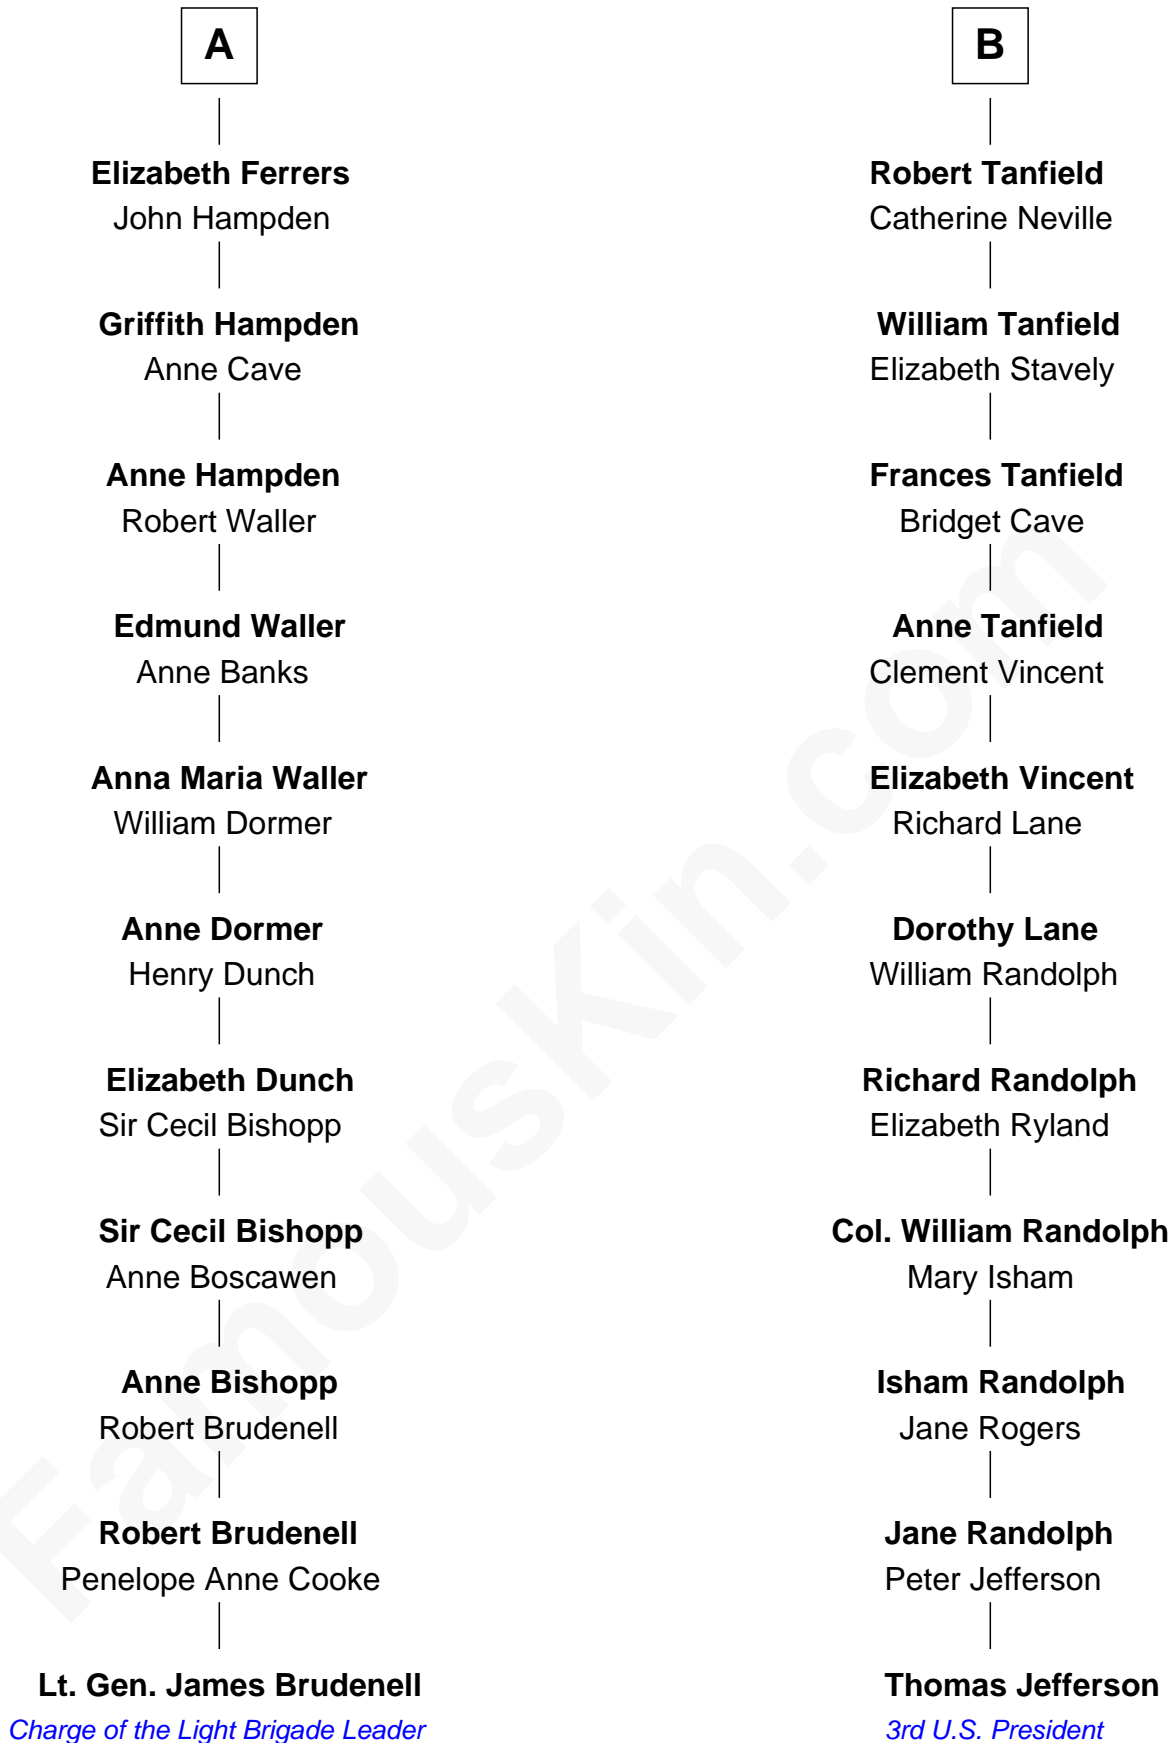 A
Elizabeth Ferrers
John Hampden
Griffith Hampden
Anne Cave
Anne Hampden
Robert Waller
Edmund Waller
Anne Banks
Anna Maria Waller
William Dormer
Anne Dormer
Henry Dunch
Elizabeth Dunch
Sir Cecil Bishopp
Sir Cecil Bishopp
Anne Boscawen
Anne Bishopp
Robert Brudenell
Robert Brudenell
Penelope Anne Cooke
Lt. Gen. James Brudenell
Charge of the Light Brigade Leader
B
Robert Tanfield
Catherine Neville
William Tanfield
Elizabeth Stavely
Frances Tanfield
Bridget Cave
Anne Tanfield
Clement Vincent
Elizabeth Vincent
Richard Lane
Dorothy Lane
William Randolph
Richard Randolph
Elizabeth Ryland
Col. William Randolph
Mary Isham
Isham Randolph
Jane Rogers
Jane Randolph
Peter Jefferson
Thomas Jefferson
3rd U.S. President
FamousKin.com